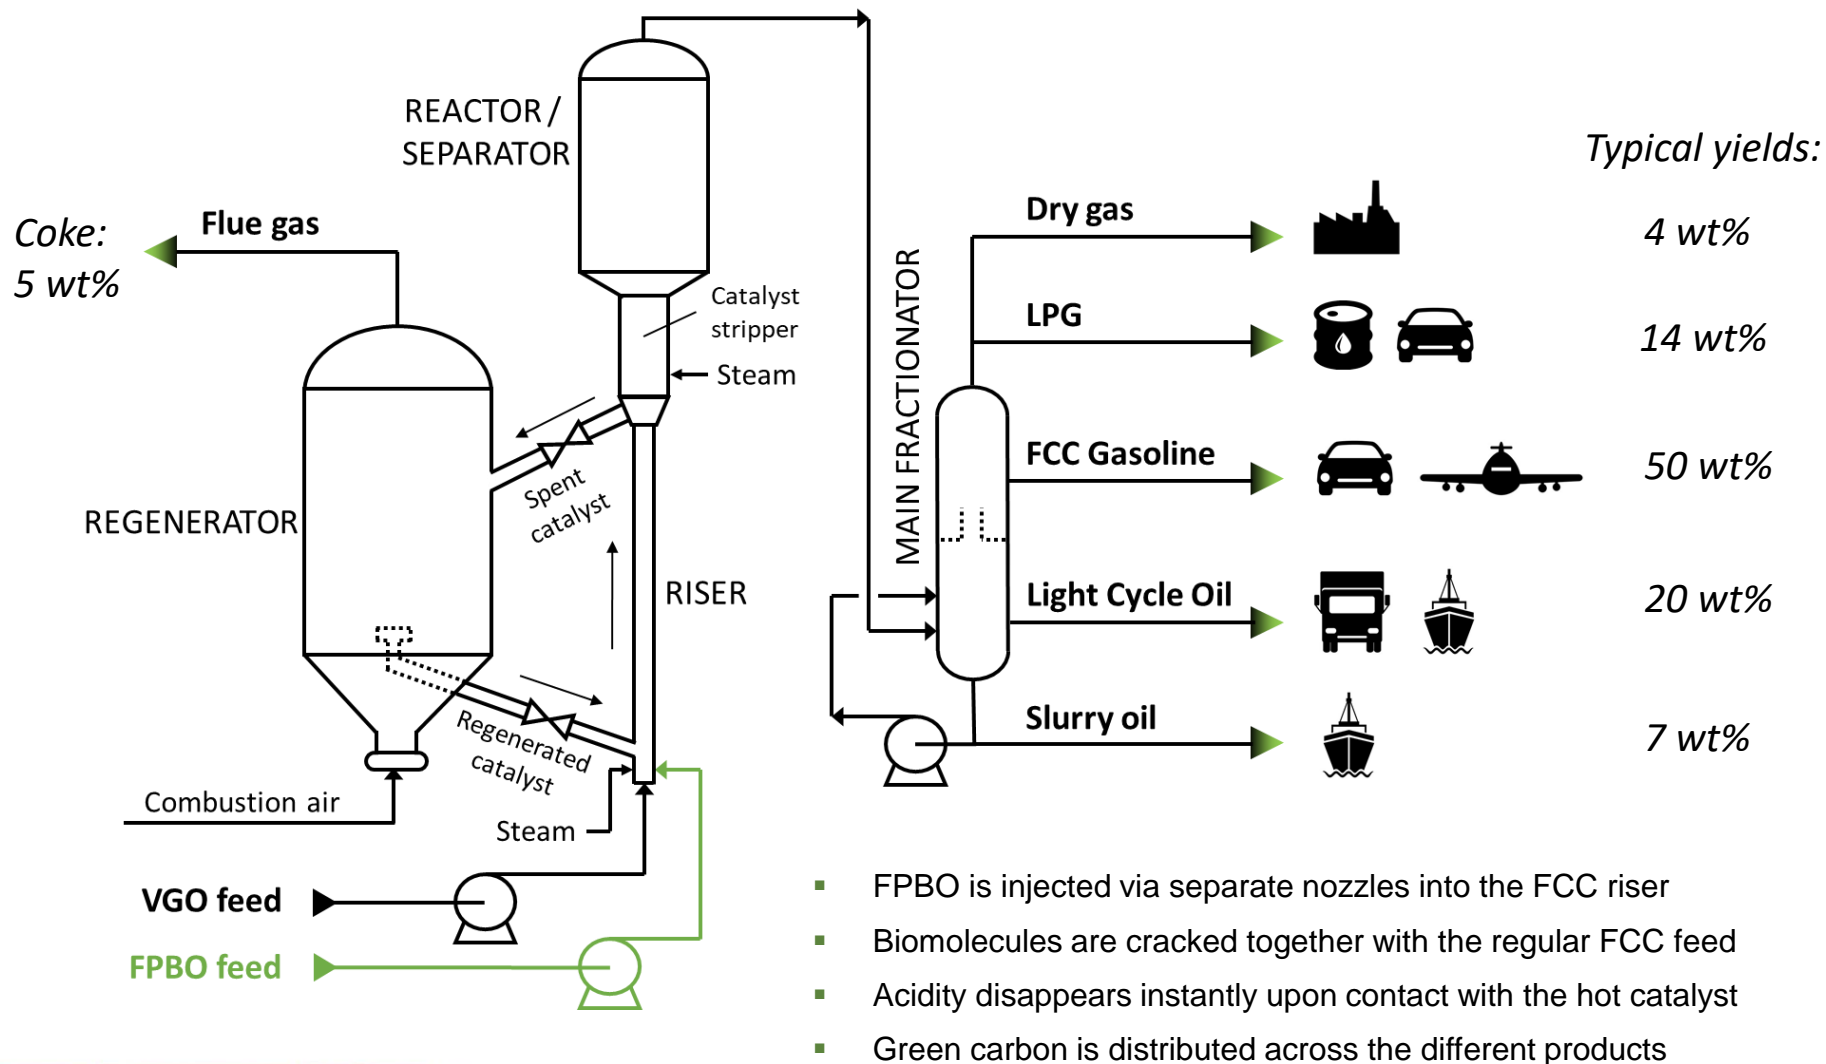 REACTOR /
SEPARATOR
Typical yields:
Coke:
5 wt%
Flue gas
Dry gas
4 wt%
Catalyst
stripper
Steam
MAIN FRACTIONATOR
LPG
14 wt%
FCC Gasoline
50 wt%
REGENERATOR
Spent
catalyst
RISER
Light Cycle Oil
20 wt%
Regenerated
catalyst
Slurry oil
7 wt%
Combustion air
Steam
VGO feed
FPBO feed
▪ FPBO is injected via separate nozzles into the FCC riser
▪ Biomolecules are cracked together with the regular FCC feed
▪ Acidity disappears instantly upon contact with the hot catalyst
▪ Green carbon is distributed across the different products